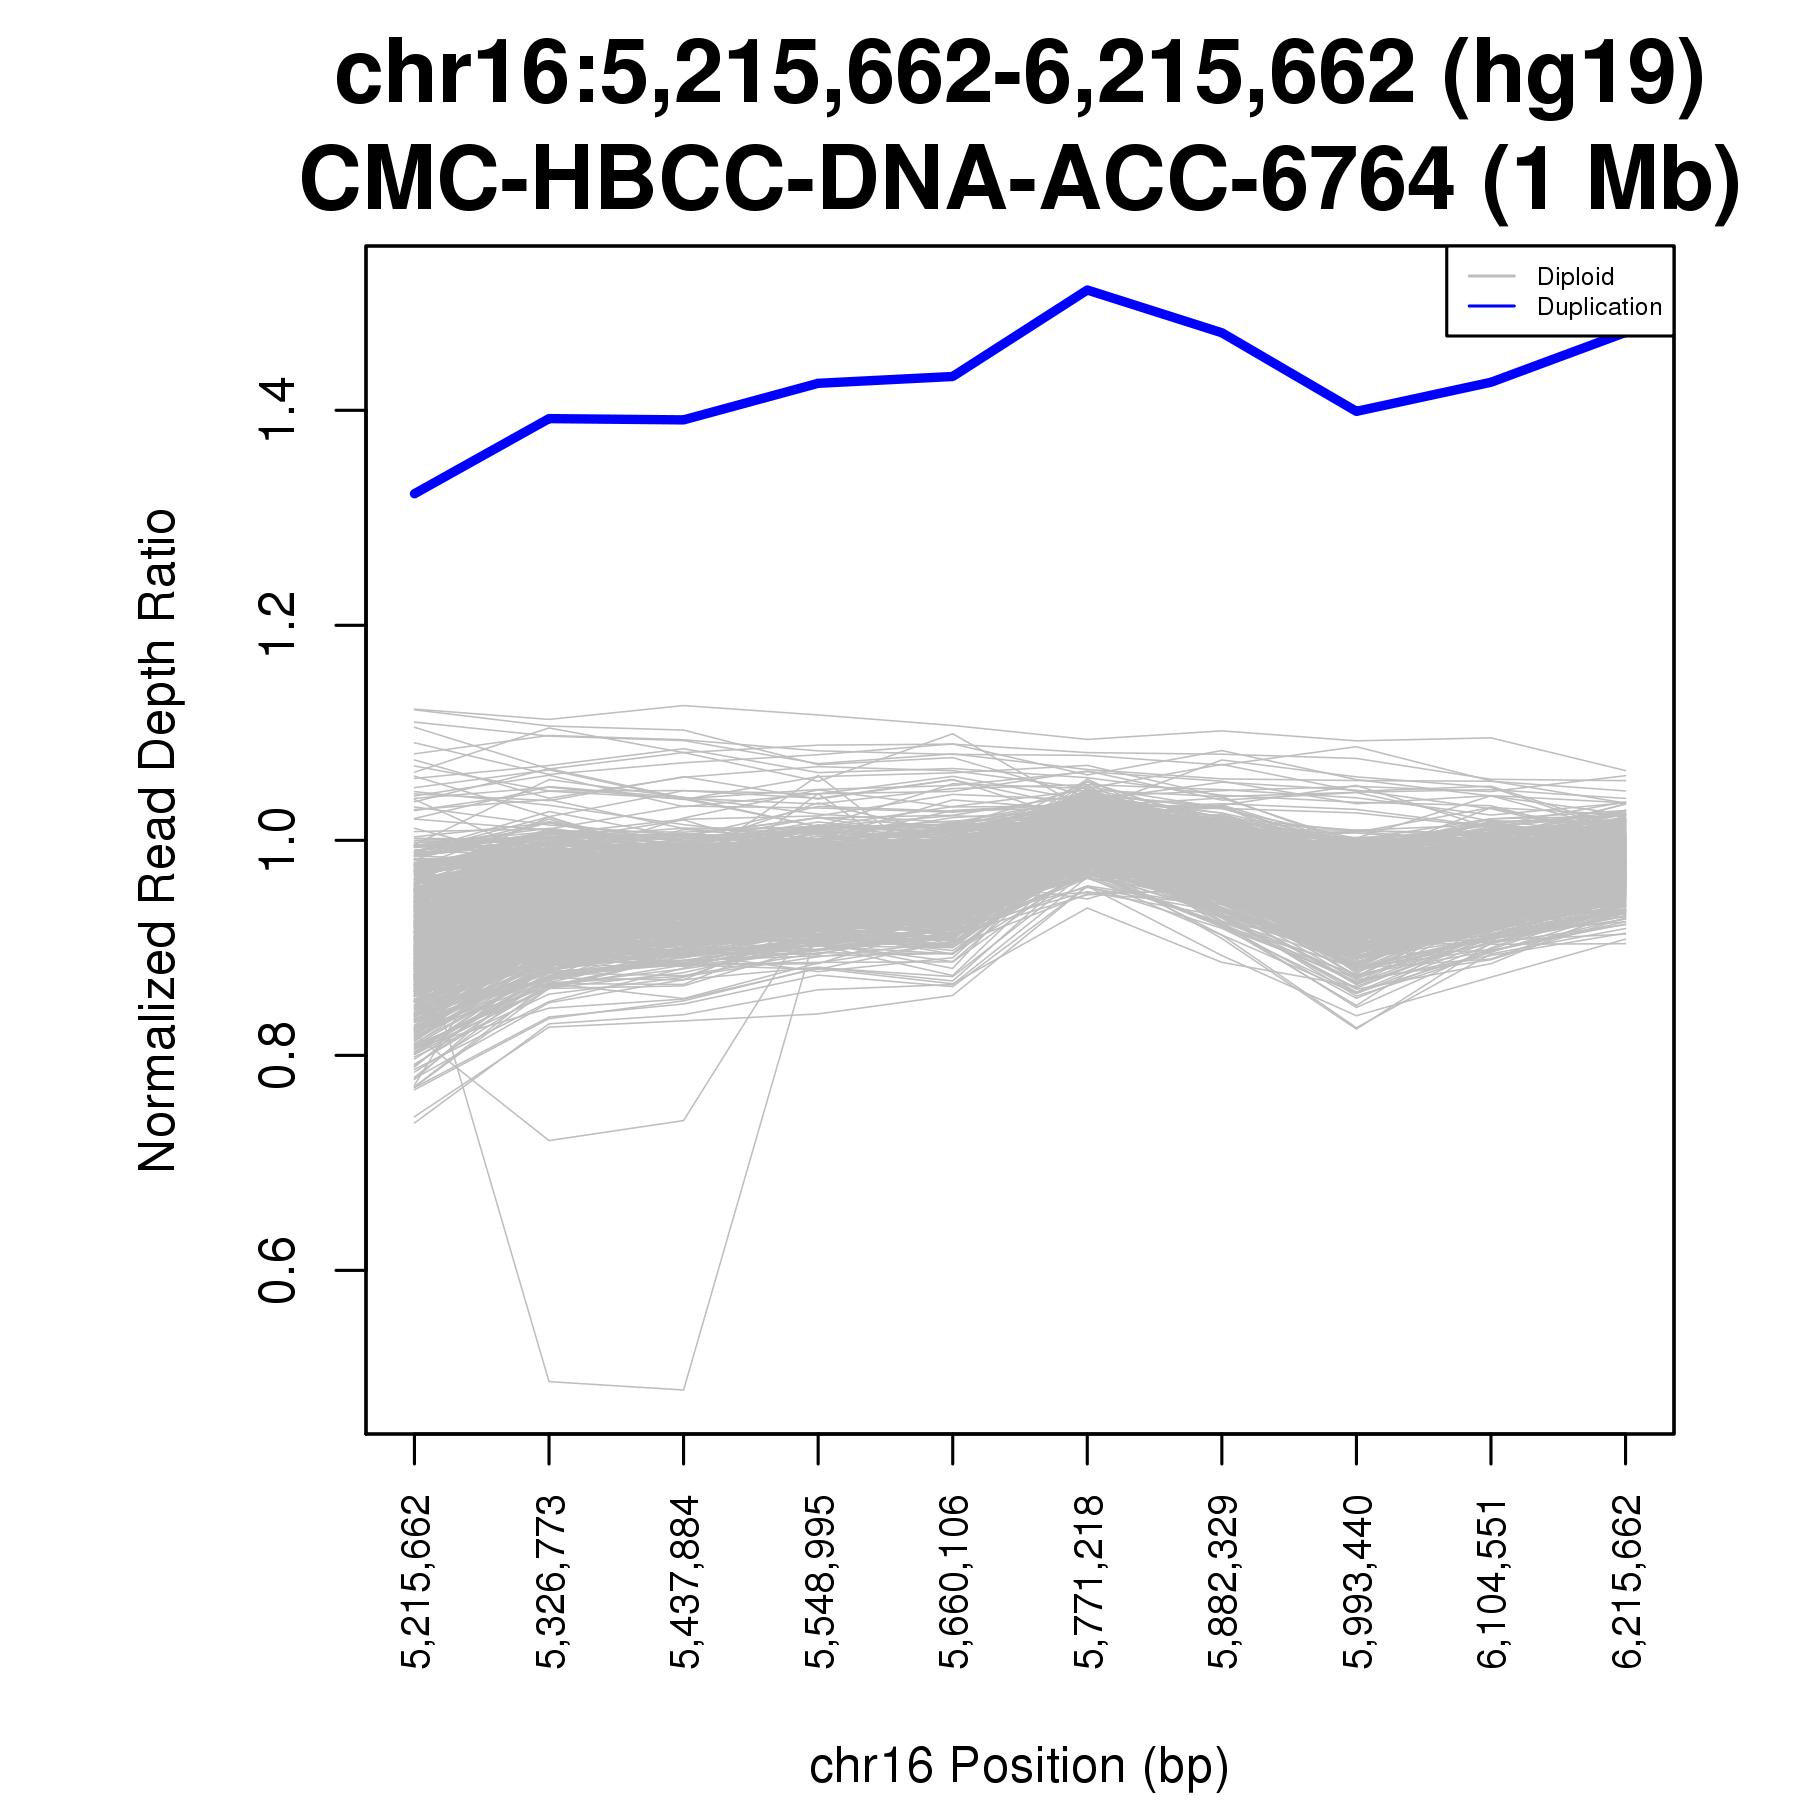 chr16:5,215,662-6,215,662 (hg19)
CMC-HBCC-DNA-ACC-6764 (1 Mb)
Diploid
Duplication
Normalized Read Depth Ratio
1.4
1.2
1.0
0.8
0.6
5,215,662
5,326,773
5,437,884
5,548,995
5,660,106
5,771,218
5,882,329
5,993,440
6,104,551
6,215,662
chr16 Position (bp)